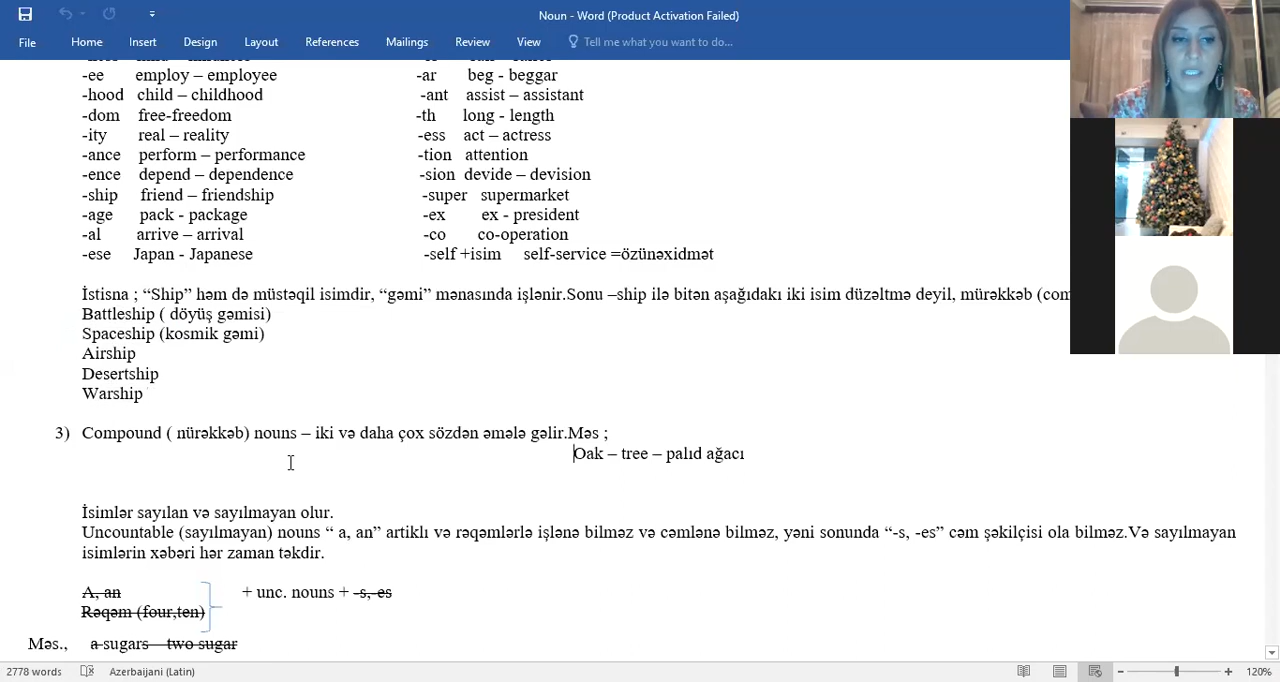 Noun - Word (Product Activation Failed)
File Home Insert Design Layout References Mailings Review View Tell me what you want to do...
-ee employ – employee -ar beg - beggar
-hood child – childhood -ant assist – assistant
-dom free-freedom -th long - length
-ity real – reality -ess act – actress
-ance perform – performance -tion attention
-ence depend – dependence -sion devide – devision
-ship friend – friendship -super supermarket
-age pack - package -ex ex - president
-al arrive – arrival -co co-operation
-ese Japan - Japanese -self +isim self-service =özünəxidmət
İstisna ; “Ship” həm də müstəqil isimdir, “gəmi” mənasında işlənir.Sonu –ship ilə bitən aşağıdakı iki isim düzəltmə deyil, mürəkkəb (com
Battleship ( döyüş gəmisi)
Spaceship (kosmik gəmi)
Airship
Desertship
Warship
3) Compound ( nürəkkəb) nouns – iki və daha çox sözdən əmələ gəlir.Məs ;
Oak – tree – palıd ağacı
İsimlər sayılan və sayılmayan olur.
Uncountable (sayılmayan) nouns “ a, an” artiklı və rəqəmlərlə işlənə bilməz və cəmlənə bilməz, yəni sonunda “-s, -es” cəm şəkilçisi ola bilməz.Və sayılmayan
isimlərin xəbəri hər zaman təkdir.
A, an + unc. nouns + -s,-es
Rəqəm (four,ten)
Məs., a sugars – two sugar
2778 words Azerbaijani (Latin) 120%